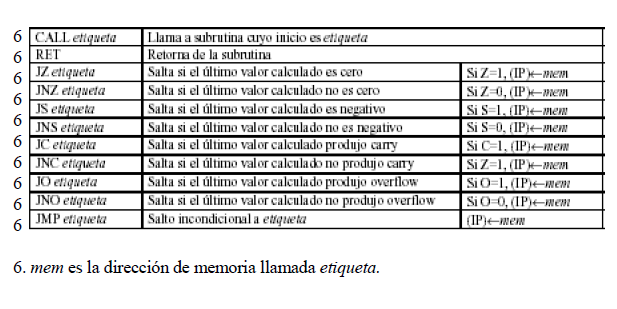 6 CALL etiqueta Llama a subrutina cuyo inicio es etiqueta
6 RET Retorna de la subrutina
6 JZ etiqueta Salta si el último valor calculado es cero Si Z=1, (IP)←mem
6 JNZ etiqueta Salta si el último valor calculado no es cero Si Z=0, (IP)←mem
6 JS etiqueta Salta si el último valor calculado es negativo Si S=1, (IP)←mem
6 JNS etiqueta Salta si el último valor calculado no es negativo Si S=0, (IP)←mem
6 JC etiqueta Salta si el último valor calculado produjo carry Si C=1, (IP)←mem
6 JNC etiqueta Salta si el último valor calculado no produjo carry Si Z=1, (IP)←mem
6 JO etiqueta Salta si el último valor calculado produjo overflow Si O=1, (IP)←mem
6 JNO etiqueta Salta si el último valor calculado no produjo overflow Si O=0, (IP)←mem
JMP etiqueta Salto incondicional a etiqueta (IP)←mem
6. mem es la dirección de memoria llamada etiqueta.